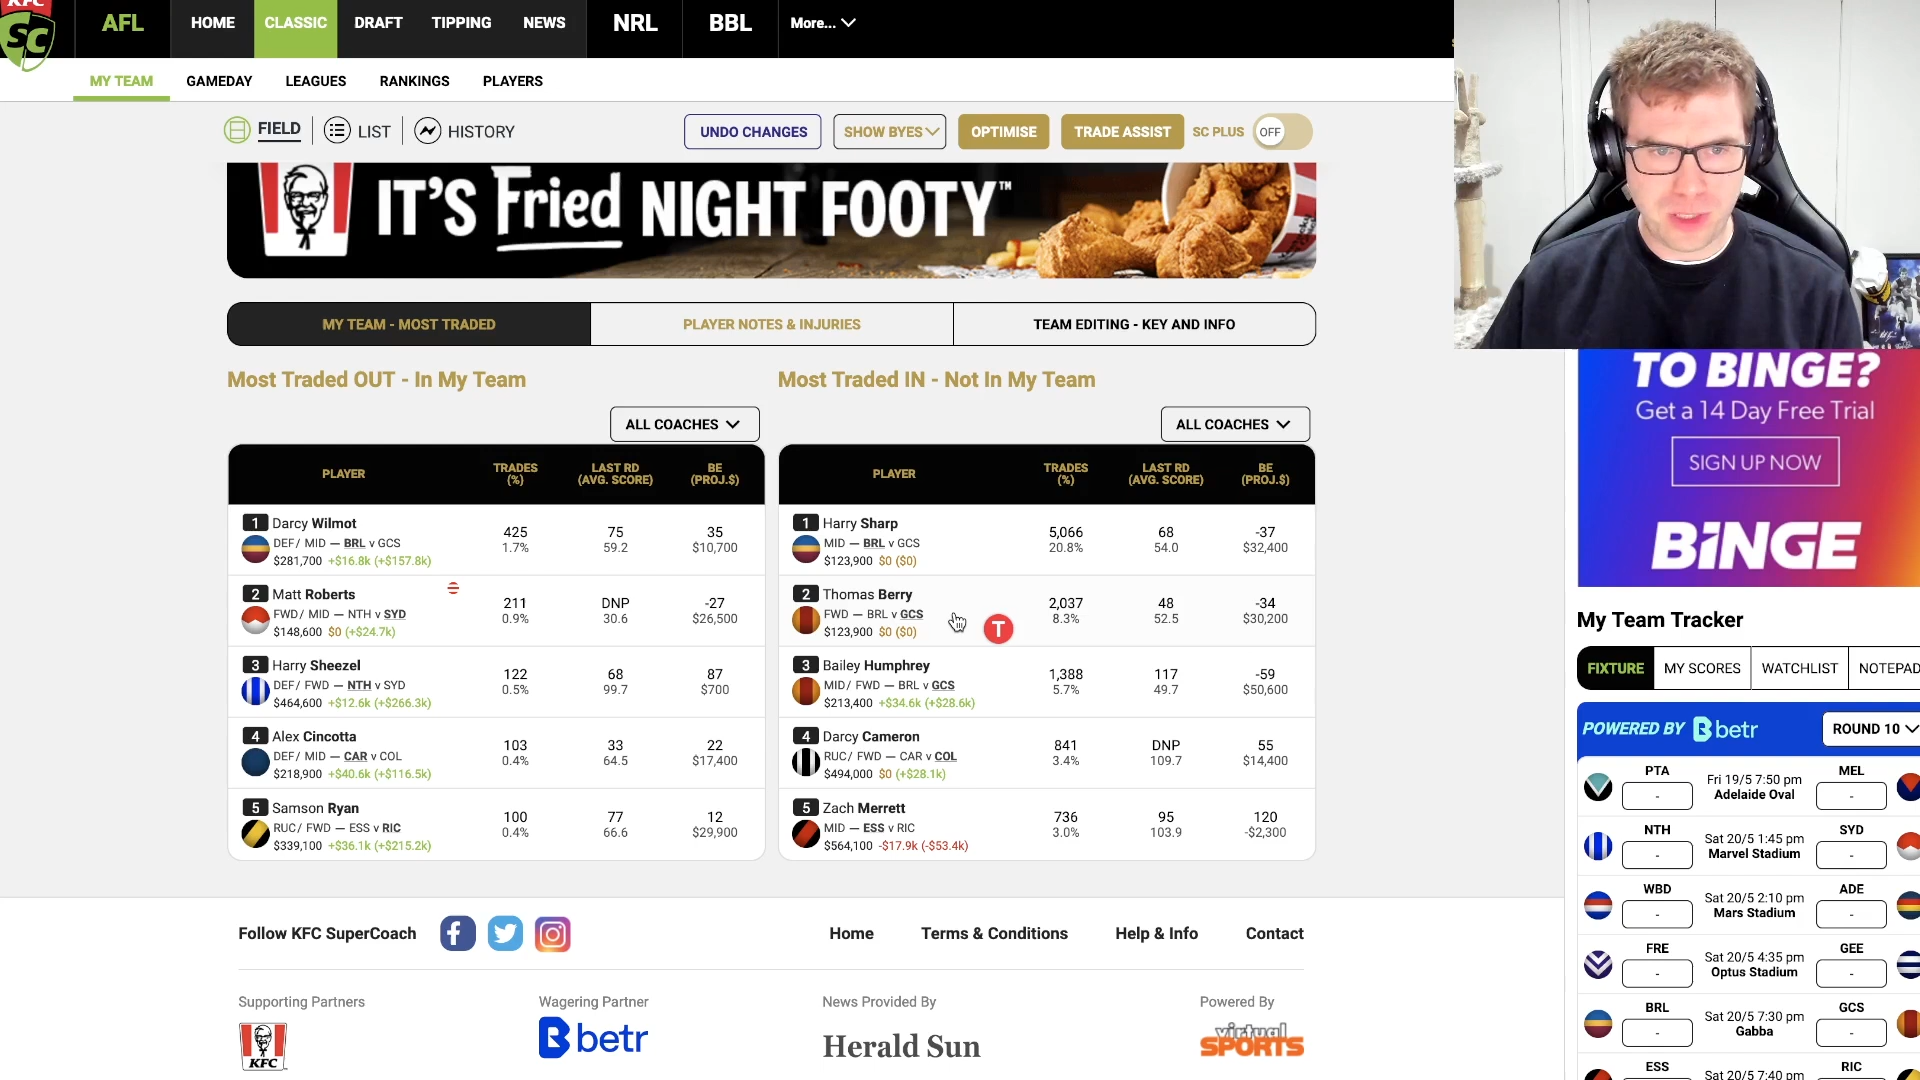 KFC
SC
AFL
HOME
CLASSIC
DRAFT
TIPPING
NEWS
NRL
BBL
More...
MY TEAM
GAMEDAY
LEAGUES
RANKINGS
PLAYERS
FIELD
LIST
HISTORY
UNDO CHANGES
SHOW BYES
OPTIMISE
TRADE ASSIST
SC PLUS
OFF
IT'S Fried NIGHT FOOTY™
MY TEAM - MOST TRADED
PLAYER NOTES & INJURIES
TEAM EDITING - KEY AND INFO
Most Traded OUT - In My Team
ALL COACHES
PLAYER
TRADES (%)
LAST RD (AVG. SCORE)
BE (PROJ.$)
1 Darcy Wilmot
DEF/ MID — BRL v GCS
$281,700 +$16.8k (+$157.8k)
425 75 35
1.7% 59.2 $10,700
2 Matt Roberts
FWD/ MID — NTH v SYD
$148,600 $0 (+$24.7k)
211 DNP -27
0.9% 30.6 $26,500
3 Harry Sheezel
DEF/ FWD — NTH v SYD
$464,600 +$12.6k (+$266.3k)
122 68 87
0.5% 99.7 $700
4 Alex Cincotta
DEF/ MID — CAR v COL
$218,900 +$40.6k (+$116.5k)
103 33 22
0.4% 64.5 $17,400
5 Samson Ryan
RUC/ FWD — ESS v RIC
$339,100 +$36.1k (+$215.2k)
100 77 12
0.4% 66.6 $29,900
Most Traded IN - Not In My Team
ALL COACHES
PLAYER
TRADES (%)
LAST RD (AVG. SCORE)
BE (PROJ.$)
1 Harry Sharp
MID — BRL v GCS
$123,900 $0 ($0)
5,066 68 -37
20.8% 54.0 $32,400
2 Thomas Berry
FWD — BRL v GCS
$123,900 $0 ($0)
T
2,037 48 -34
8.3% 52.5 $30,200
3 Bailey Humphrey
MID/ FWD — BRL v GCS
$213,400 +$34.6k (+$28.6k)
1,388 117 -59
5.7% 49.7 $50,600
4 Darcy Cameron
RUC/ FWD — CAR v COL
$494,000 $0 (+$28.1k)
841 DNP 55
3.4% 109.7 $14,400
5 Zach Merrett
MID — ESS v RIC
$564,100 -$17.9k (-$53.4k)
736 95 120
3.0% 103.9 -$2,300
TO BINGE?
Get a 14 Day Free Trial
SIGN UP NOW
BiNGE
My Team Tracker
FIXTURE
MY SCORES
WATCHLIST
NOTEPAD
POWERED BY betr
ROUND 10
PTA
-
Fri 19/5 7:50 pm
Adelaide Oval
MEL
-
NTH
-
Sat 20/5 1:45 pm
Marvel Stadium
SYD
-
WBD
-
Sat 20/5 2:10 pm
Mars Stadium
ADE
-
FRE
-
Sat 20/5 4:35 pm
Optus Stadium
GEE
-
BRL
-
Sat 20/5 7:30 pm
Gabba
GCS
-
ESS
Sat 20/5 7:40 pm
RIC
Follow KFC SuperCoach
Home
Terms & Conditions
Help & Info
Contact
Supporting Partners
KFC
Wagering Partner
betr
News Provided By
Herald Sun
Powered By
virtual
SPORTS